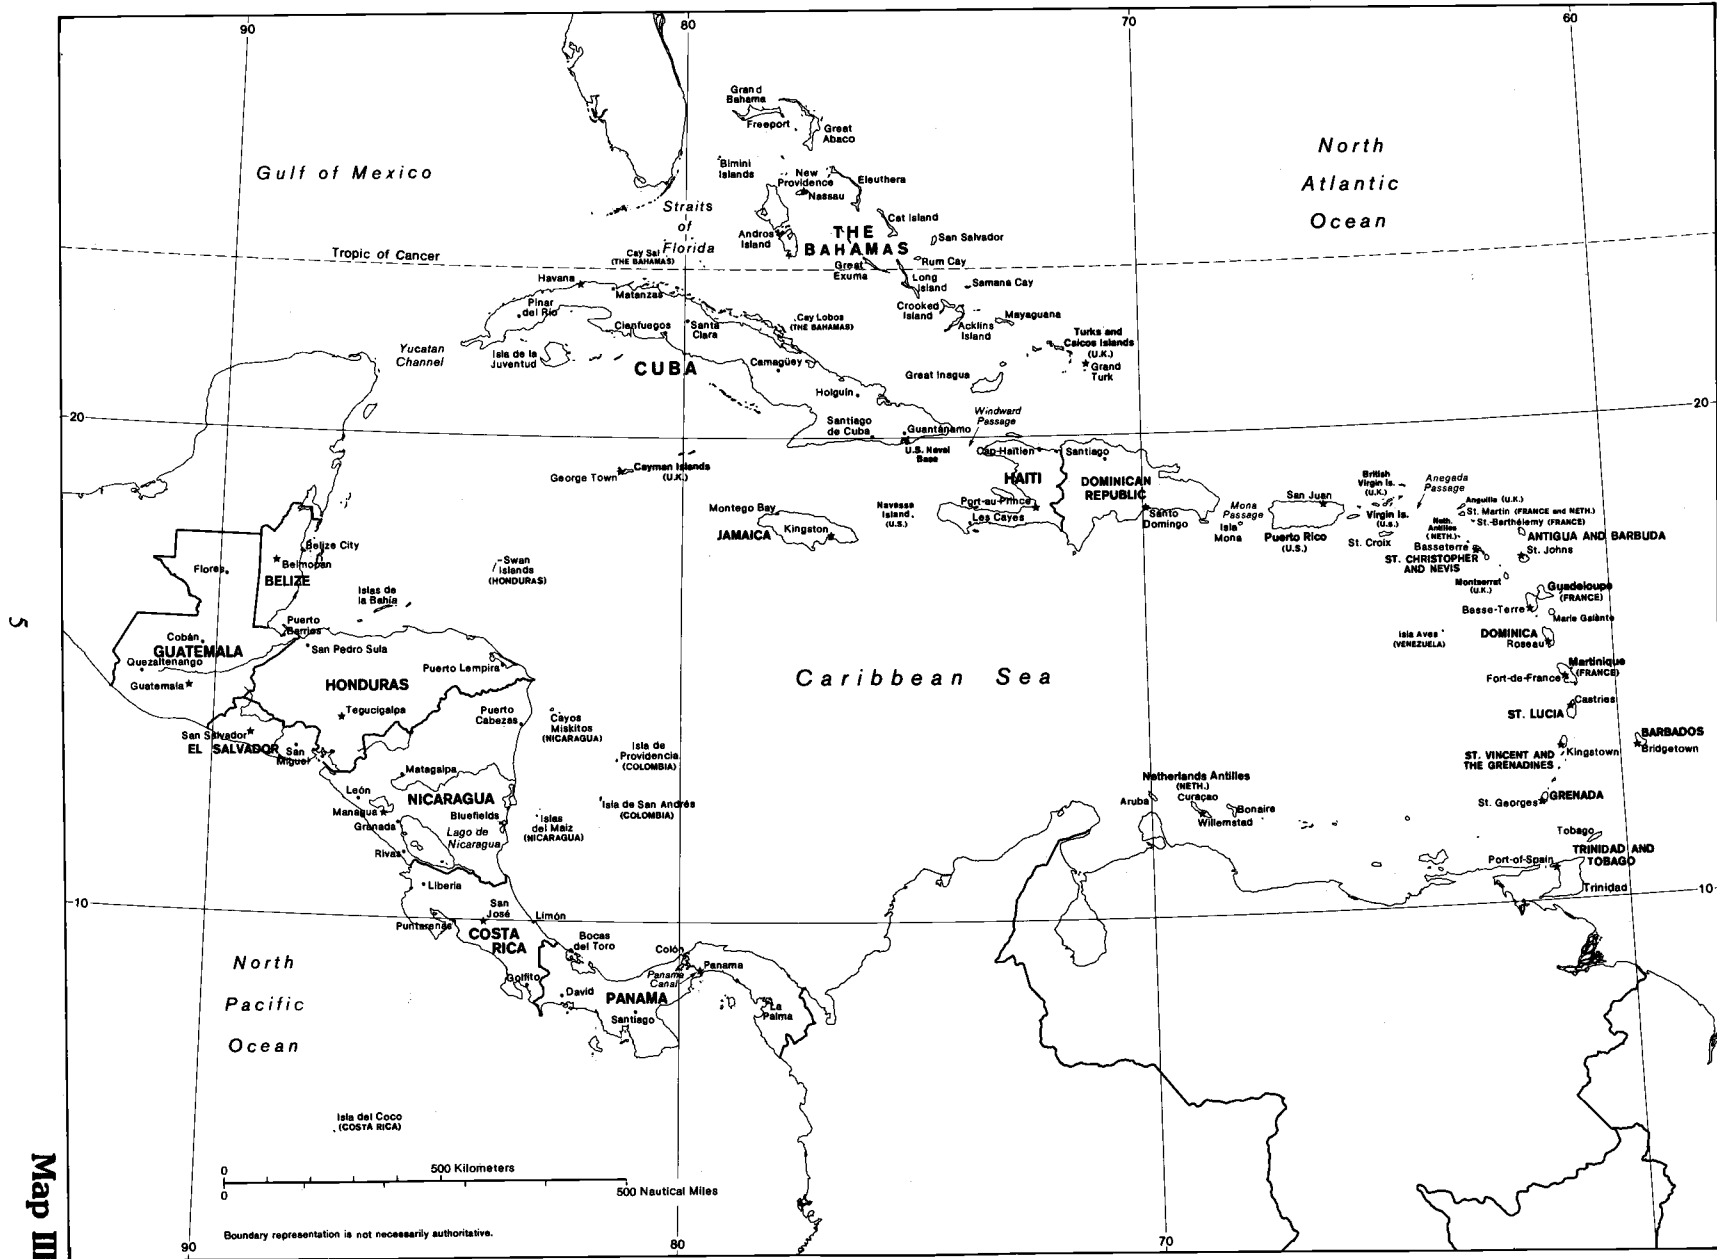 90
80
70
60
Grand
Bahama
Freeport
Great
Abaco
North
Atlantic
Ocean
Gulf of Mexico
Bimini
Islands
New
Providence
Nassau
Eleuthera
Straits
of
Florida
Cat Island
Andros
Island
THE
BAHAMAS
San Salvador
Tropic of Cancer
Cay Sal
(THE BAHAMAS)
Rum Cay
Great
Exuma
Long
Island
Samana Cay
Havana
Matanzas
Pinar
del Río
Crooked
Island
Acklins
Island
Mayaguana
Cienfuegos
Santa
Clara
Cay Lobos
(THE BAHAMAS)
Turks and
Caicos Islands
(U.K.)
Grand
Turk
Yucatan
Channel
Isla de la
Juventud
CUBA
Camagüey
Great Inagua
Holguín
20
20
Santiago
de Cuba
Guantánamo
U.S. Naval
Base
Windward
Passage
Cap-Haïtien
Santiago
George Town
Cayman Islands
(U.K.)
HAITI
DOMINICAN
REPUBLIC
British
Virgin Is.
(U.K.)
Anegada
Passage
Montego Bay
Kingston
JAMAICA
Navassa
Island
(U.S.)
Port-au-Prince
Les Cayes
Santo
Domingo
Mona
Passage
Isla
Mona
San Juan
Puerto Rico
(U.S.)
Virgin Is.
(U.S.)
St. Croix
Anguilla (U.K.)
St. Martin (FRANCE and NETH.)
St.-Barthélemy (FRANCE)
Neth.
Antilles
(NETH.)
ANTIGUA AND BARBUDA
St. Johns
Basseterre
ST. CHRISTOPHER
AND NEVIS
Montserrat
(U.K.)
Guadeloupe
(FRANCE)
Basse-Terre
Marie Galante
Isla Aves
(VENEZUELA)
DOMINICA
Roseau
Belize City
Belmopan
BELIZE
Flores
Swan
Islands
(HONDURAS)
Islas de
la Bahía
Puerto
Barrios
Cobán
GUATEMALA
San Pedro Sula
Quezaltenango
Guatemala
Puerto Lempira
HONDURAS
Tegucigalpa
Caribbean Sea
Martinique
(FRANCE)
Fort-de-France
Castries
ST. LUCIA
BARBADOS
Bridgetown
Kingstown
ST. VINCENT AND
THE GRENADINES
Puerto
Cabezas
Cayos
Miskitos
(NICARAGUA)
San Salvador
EL SALVADOR
San
Miguel
Isla de
Providencia
(COLOMBIA)
Matagalpa
León
NICARAGUA
Managua
Granada
Bluefields
Lago de
Nicaragua
Rivas
Islas
del Maiz
(NICARAGUA)
Isla de San Andrés
(COLOMBIA)
Netherlands Antilles
(NETH.)
Aruba
Curaçao
Willemstad
Bonaire
GRENADA
St. Georges
Tobago
TRINIDAD AND
TOBAGO
Port-of-Spain
Trinidad
Liberia
10
10
San
José
Limón
Puntarenas
COSTA
RICA
Bocas
del Toro
Colón
Panama
Panama
Canal
Golfito
David
PANAMA
Santiago
La
Palma
North
Pacific
Ocean
Isla del Coco
(COSTA RICA)
0
500 Kilometers
0
500 Nautical Miles
Boundary representation is not necessarily authoritative.
90
80
70
5
Map III